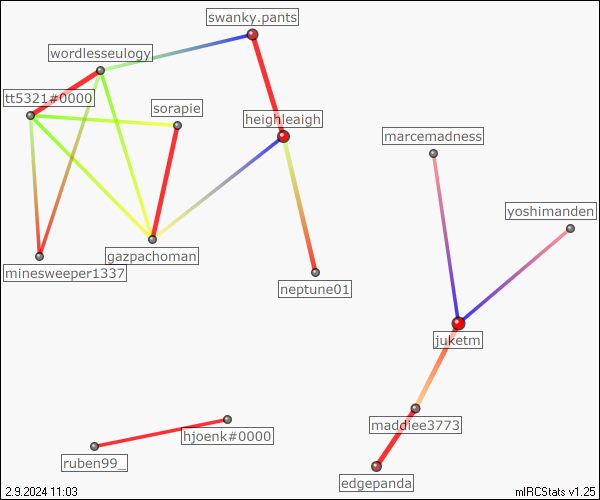 swanky.pants
wordlesseulogy
tt5321#0000
sorapie
heighleaigh
marcemadness
yoshimanden
gazpachoman
minesweeper1337
neptune01
juketm
maddiee3773
hjoenk#0000
ruben99_
edgepanda
2.9.2024 11:03
mIRCStats v1.25